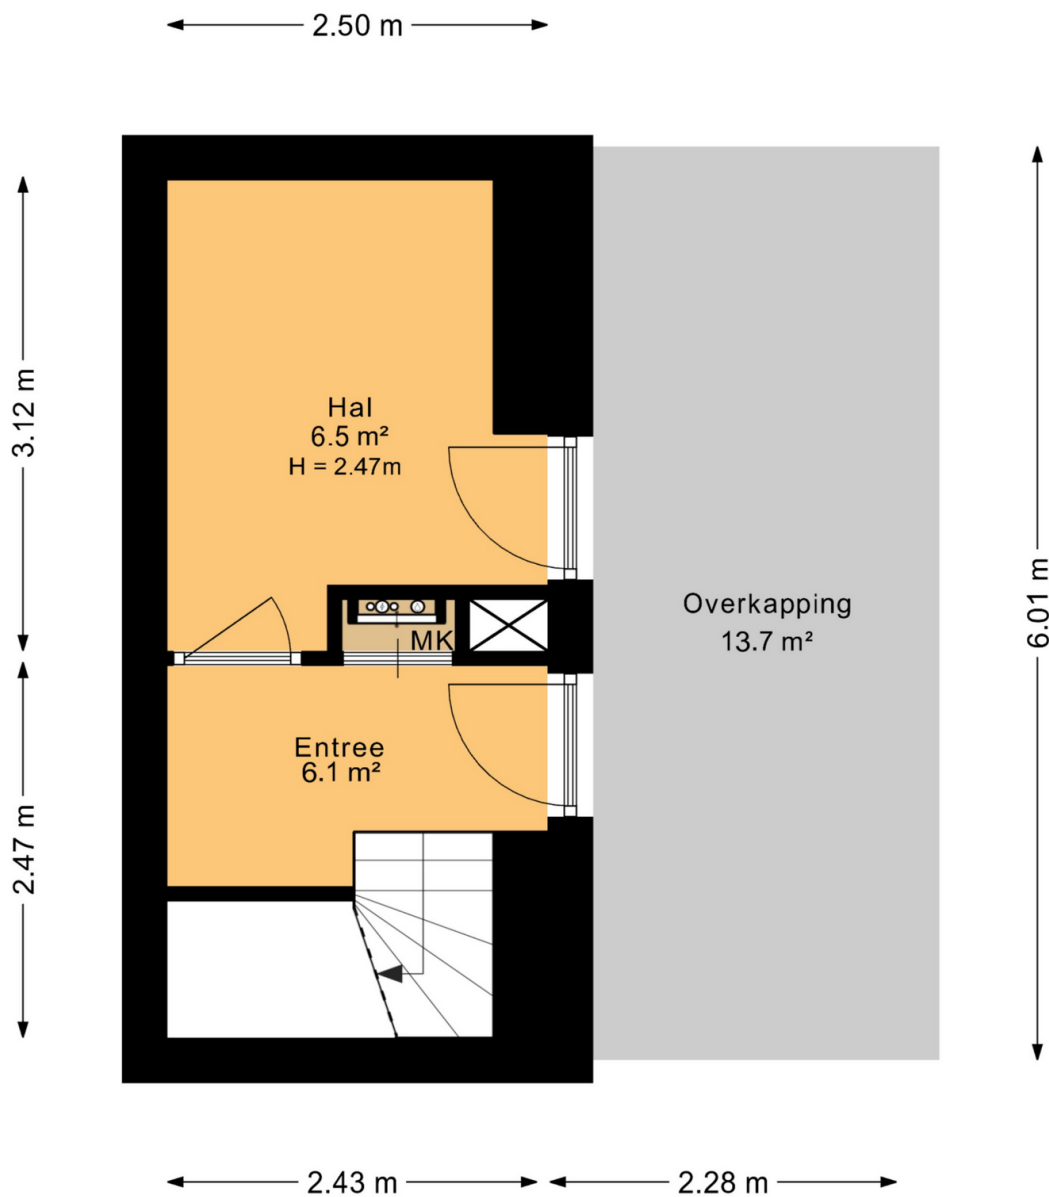 2.50 m
3.12 m
Hal
6.5 m²
H = 2.47m
6.01 m
Overkapping
13.7 m²
MK
Entree
6.1 m²
2.47 m
2.43 m
2.28 m